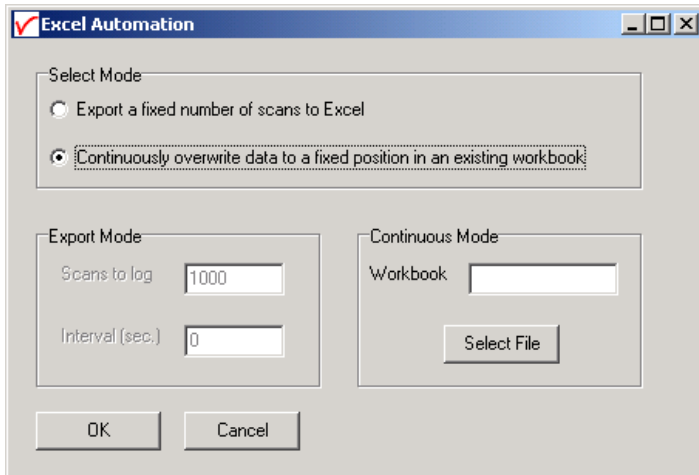 Excel Automation
Select Mode
Export a fixed number of scans to Excel
Continuously overwrite data to a fixed position in an existing workbook
Export Mode
Scans to log 1000
Interval (sec.) 0
Continuous Mode
Workbook
Select File
OK
Cancel